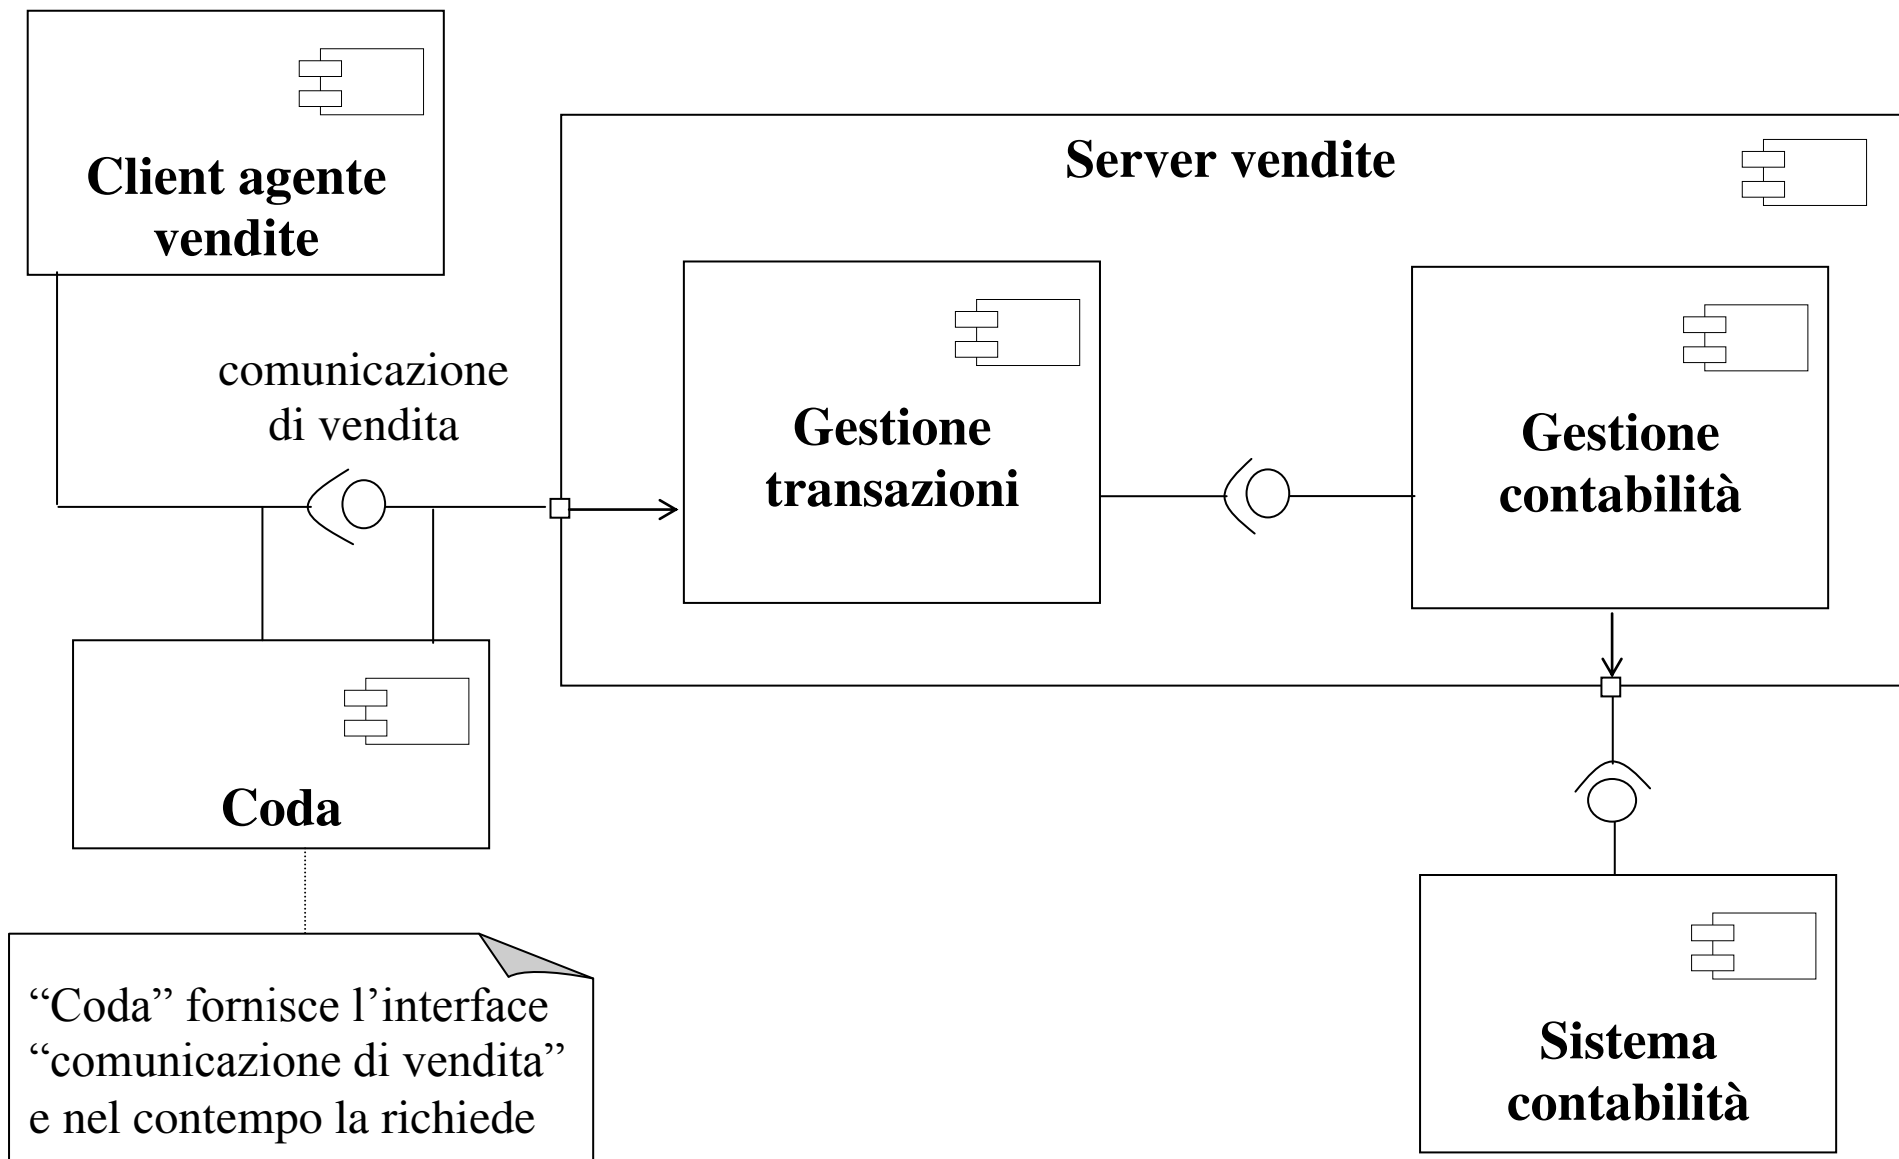 Client agente
vendite
Server vendite
comunicazione
di vendita
Gestione
transazioni
Gestione
contabilità
Coda
“Coda” fornisce l’interface
“comunicazione di vendita”
e nel contempo la richiede
Sistema
contabilità